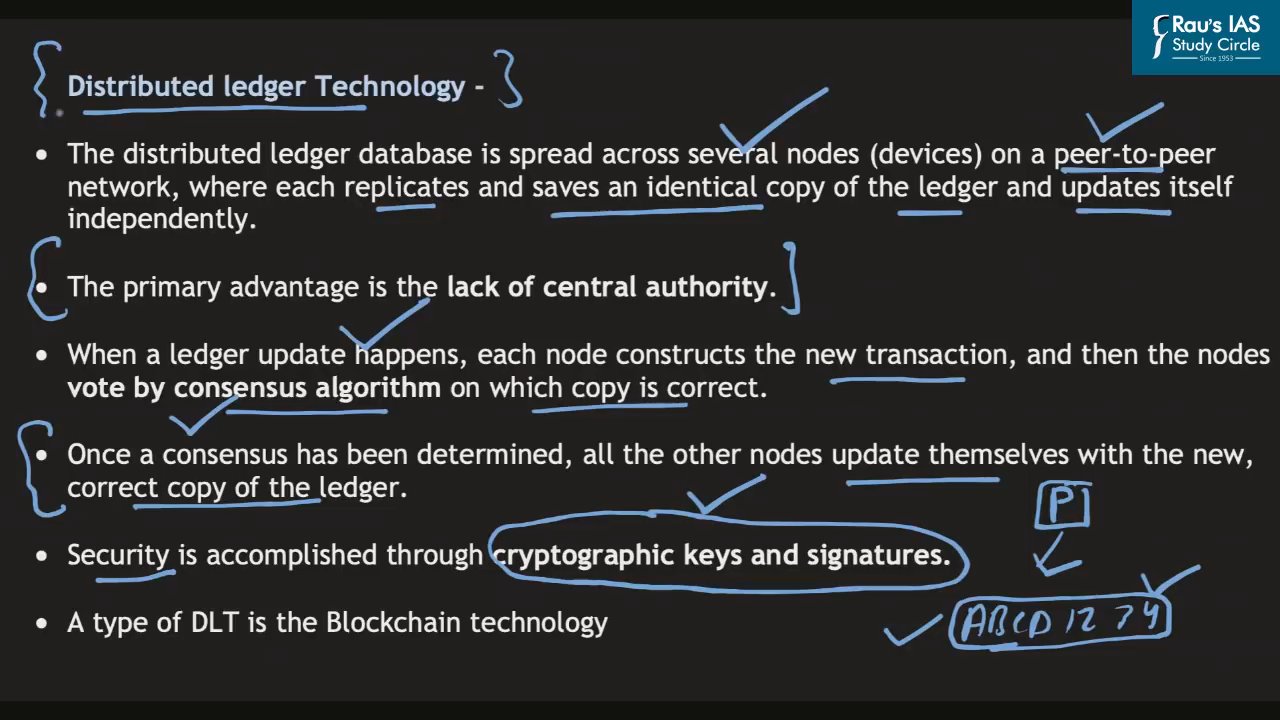 Rau's IAS
Study Circle
Since 1953
Distributed ledger Technology -
• The distributed ledger database is spread across several nodes (devices) on a peer-to-peer
network, where each replicates and saves an identical copy of the ledger and updates itself
independently.
• The primary advantage is the lack of central authority.
• When a ledger update happens, each node constructs the new transaction, and then the nodes
vote by consensus algorithm on which copy is correct.
• Once a consensus has been determined, all the other nodes update themselves with the new,
correct copy of the ledger.
P
• Security is accomplished through cryptographic keys and signatures.
• A type of DLT is the Blockchain technology
ABCD 12